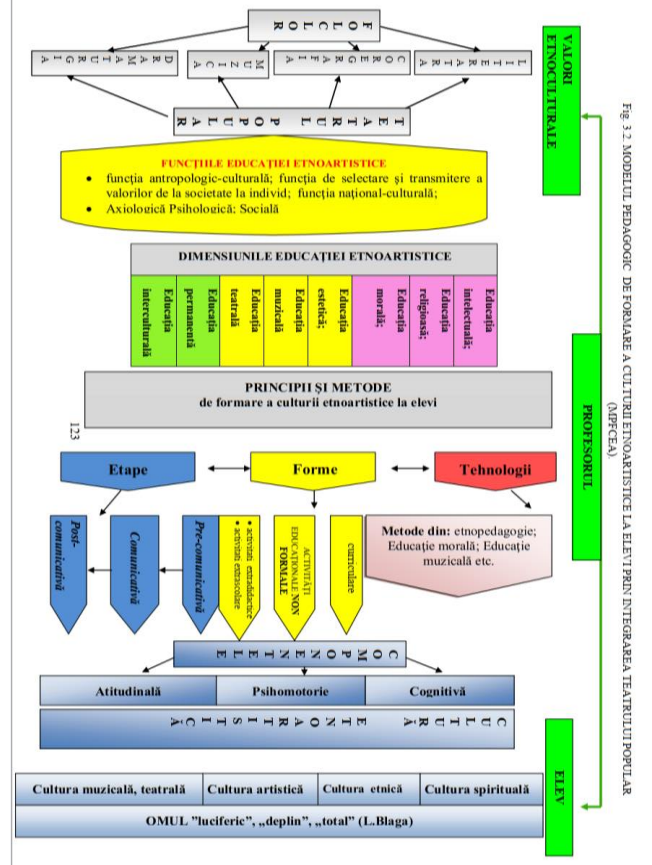 Fig. 3.2. MODELUL PEDAGOGIC DE FORMARE A CULTURII ETNOARTISTICE LA ELEVI PRIN INTEGRAREA TEATRULUI POPULAR
(MPFCEA)
VALORI
ETNOCULTURALE
PROFESORUL
ELEV
FOLCLOR
DRAMATURGIA
MUZICA
COREGRAFIA
LITERATRA
TEATRUL POPULAR
FUNCȚIILE EDUCAȚIEI ETNOARTISTICE
• funcția antropologic-culturală; funcția de selectare și transmitere a
valorilor de la societate la individ; funcția național-culturală;
• Axiologică Psihologică: Socială
DIMENSIUNILE EDUCAȚIEI ETNOARTISTICE
Educația
interculturală
Educația
permanentă
Educația
teatrală
Educația
muzicală
Educația
estetică;
Educația
morală;
Educația
religioasă;
Educația
intelectuală;
PRINCIPII ȘI METODE
de formare a culturii etnoartistice la elevi
123
Etape
Forme
Tehnologii
Post-
comunicativă
Comunicativă
Pre-comunicativă
• activitati extradidactice
• activități extrascolare
ACTIVITĂȚI
EDUCAȚIONALE NON
FORMALE
curriculare
Metode din: etnopedagogie;
Educație morală; Educație
muzicală etc.
COMPONENTELE
Atitudinală
Psihomotorie
Cognitivă
CULTURĂ ETNOARTISTICĂ
Cultura muzicală, teatrală
Cultura artistică
Cultura etnică
Cultura spirituală
OMUL "luciferic", „deplin”, „total” (L.Blaga)